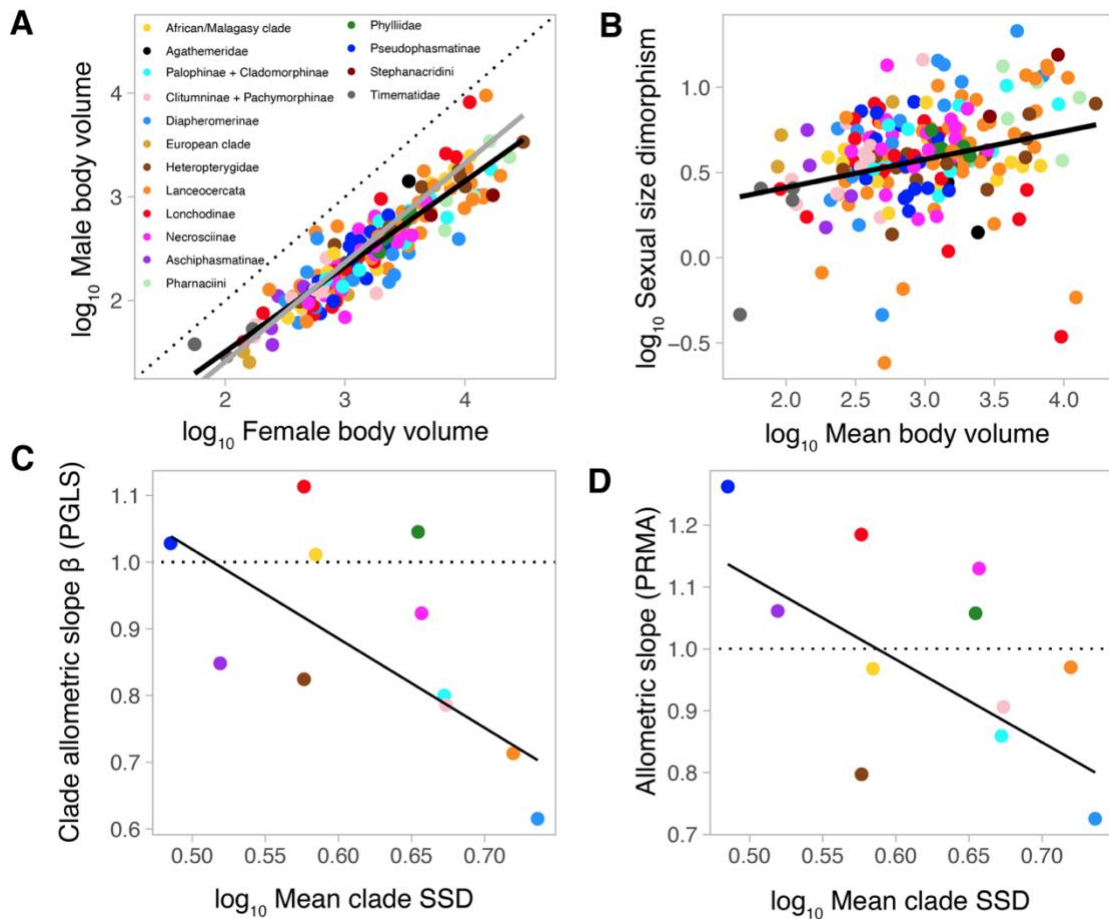 A
African/Malagasy clade
Agathemeridae
Palophinae + Cladomorphinae
Clitumninae + Pachymorphinae
Diapheromerinae
European clade
Heteropterygidae
Lanceocercata
Lonchodinae
Necrosciinae
Aschiphasmatinae
Pharnaciini
Phylliidae
Pseudophasmatinae
Stephanacridini
Timematidae
log10 Male body volume
4
3
2
2 3 4
log10 Female body volume
B
log10 Sexual size dimorphism
1.0
0.5
0.0
−0.5
2.0 2.5 3.0 3.5 4.0
log10 Mean body volume
C
Clade allometric slope β (PGLS)
1.1
1.0
0.9
0.8
0.7
0.6
0.50 0.55 0.60 0.65 0.70
log10 Mean clade SSD
D
Allometric slope (PRMA)
1.2
1.1
1.0
0.9
0.8
0.7
0.50 0.55 0.60 0.65 0.70
log10 Mean clade SSD